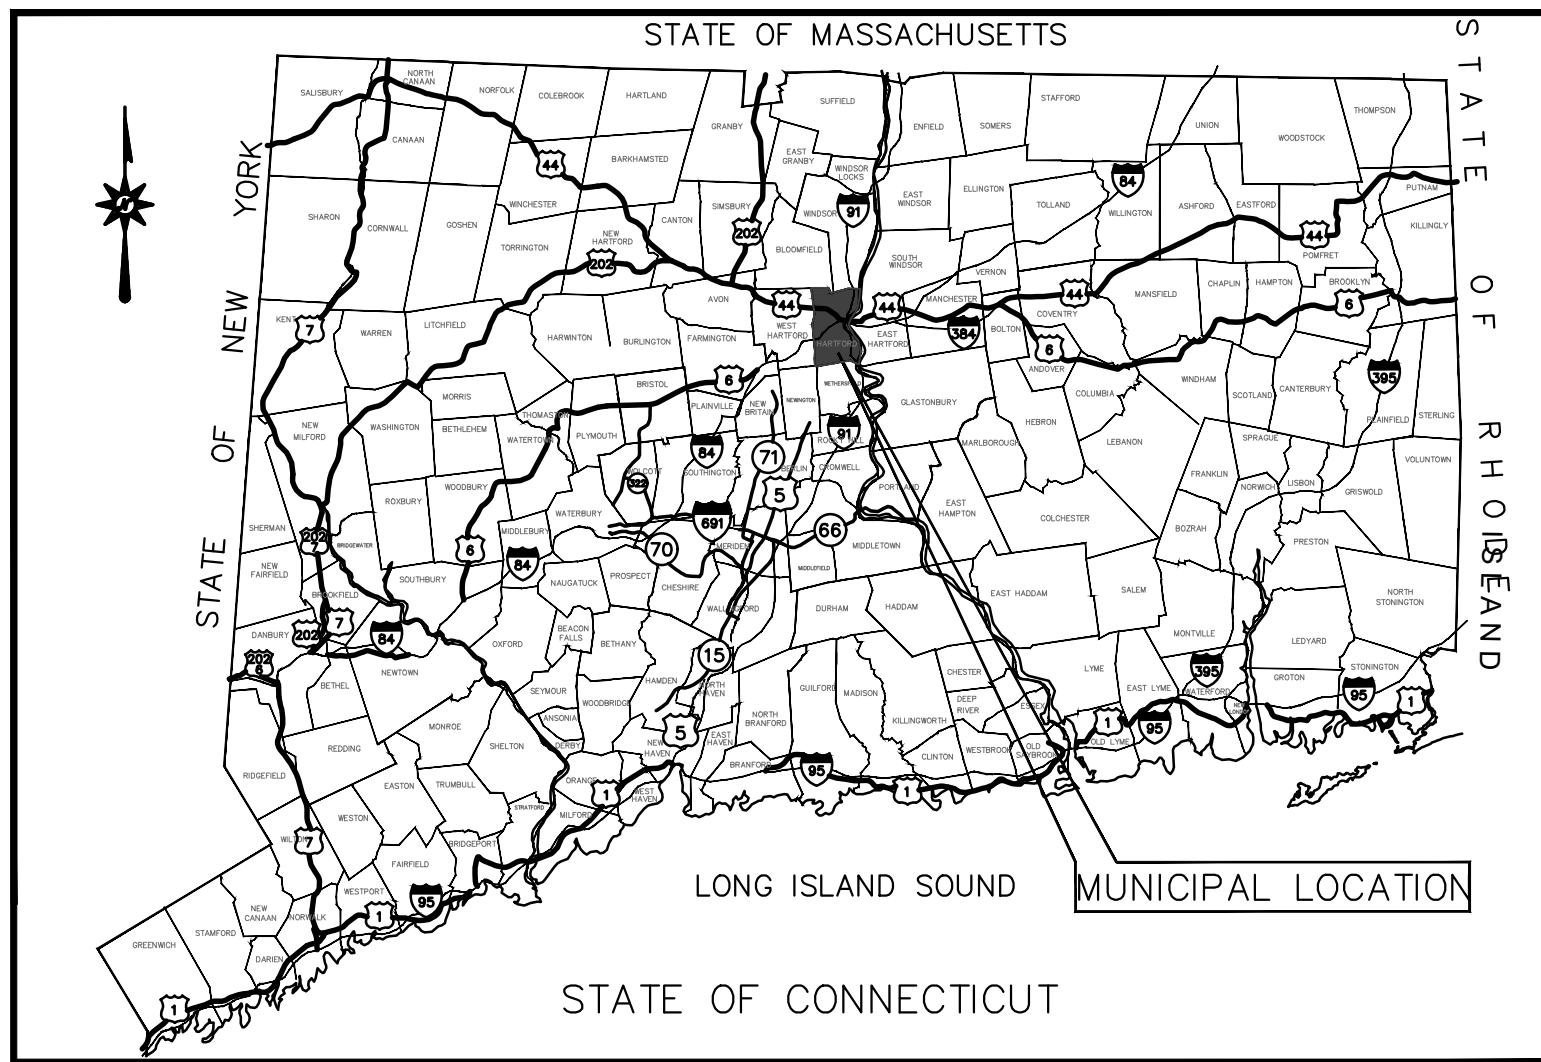 STATE OF MASSACHUSETTS
STATE OF RHODE
ISLAND
STATE OF NEW YORK
N
SALISBURY
NORTH
CANAAN
NORFOLK
COLEBROOK
HARTLAND
GRANBY
SUFFIELD
ENFIELD
SOMERS
STAFFORD
UNION
WOODSTOCK
THOMPSON
CANAAN
BARKHAMSTED
EAST
GRANBY
WINDSOR
LOCKS
44
84
PUTNAM
SHARON
CORNWALL
GOSHEN
WINCHESTER
TORRINGTON
NEW
HARTFORD
CANTON
SIMSBURY
202
WINDSOR
91
EAST
WINDSOR
ELLINGTON
TOLLAND
WILLINGTON
ASHFORD
EASTFORD
44
POMFRET
KILLINGLY
202
BLOOMFIELD
SOUTH
WINDSOR
VERNON
MANSFIELD
CHAPLIN
HAMPTON
BROOKLYN
6
KENT
7
WARREN
LITCHFIELD
HARWINTON
BURLINGTON
AVON
FARMINGTON
44
WEST
HARTFORD
HARTFORD
44
EAST
HARTFORD
MANCHESTER
384
BOLTON
44
COVENTRY
6
ANDOVER
COLUMBIA
WINDHAM
SCOTLAND
CANTERBURY
395
PLAINFIELD
STERLING
MORRIS
BRISTOL
6
PLAINVILLE
NEW
BRITAIN
NEWINGTON
WETHERSFIELD
GLASTONBURY
HEBRON
LEBANON
SPRAGUE
VOLUNTOWN
NEW
MILFORD
WASHINGTON
BETHLEHEM
WATERTOWN
THOMASTON
PLYMOUTH
84
SOUTHINGTON
71
BERLIN
91
ROCKY HILL
CROMWELL
MARLBOROUGH
FRANKLIN
NORWICH
LISBON
GRISWOLD
ROXBURY
WOODBURY
WOLCOTT
322
5
PORTLAND
EAST
HAMPTON
COLCHESTER
BOZRAH
PRESTON
SHERMAN
202
7
BRIDGEWATER
6
MIDDLEBURY
84
WATERBURY
691
MERIDEN
66
MIDDLETOWN
70
NEW
FAIRFIELD
BROOKFIELD
SOUTHBURY
NAUGATUCK
PROSPECT
CHESHIRE
MIDDLEFIELD
WALLINGFORD
DURHAM
HADDAM
EAST HADDAM
SALEM
MONTVILLE
NORTH
STONINGTON
DANBURY
202
7
84
OXFORD
BEACON
FALLS
BETHANY
15
LEDYARD
STONINGTON
202
6
BETHEL
NEWTOWN
SEYMOUR
WOODBRIDGE
HAMDEN
NORTH
HAVEN
NORTH
BRANFORD
GUILFORD
MADISON
KILLINGWORTH
CHESTER
DEEP
RIVER
ESSEX
LYME
EAST LYME
395
WATERFORD
NEW
LONDON
GROTON
95
1
MONROE
ANSONIA
DERBY
SHELTON
5
EAST
HAVEN
NEW
HAVEN
BRANFORD
95
CLINTON
WESTBROOK
OLD
SAYBROOK
1
OLD LYME
95
RIDGEFIELD
REDDING
EASTON
TRUMBULL
STRATFORD
ORANGE
1
WEST
HAVEN
MILFORD
1
WILTON
7
WESTON
BRIDGEPORT
FAIRFIELD
WESTPORT
95
1
NEW
CANAAN
NORWALK
STAMFORD
DARIEN
GREENWICH
1
LONG ISLAND SOUND
MUNICIPAL LOCATION
STATE OF CONNECTICUT